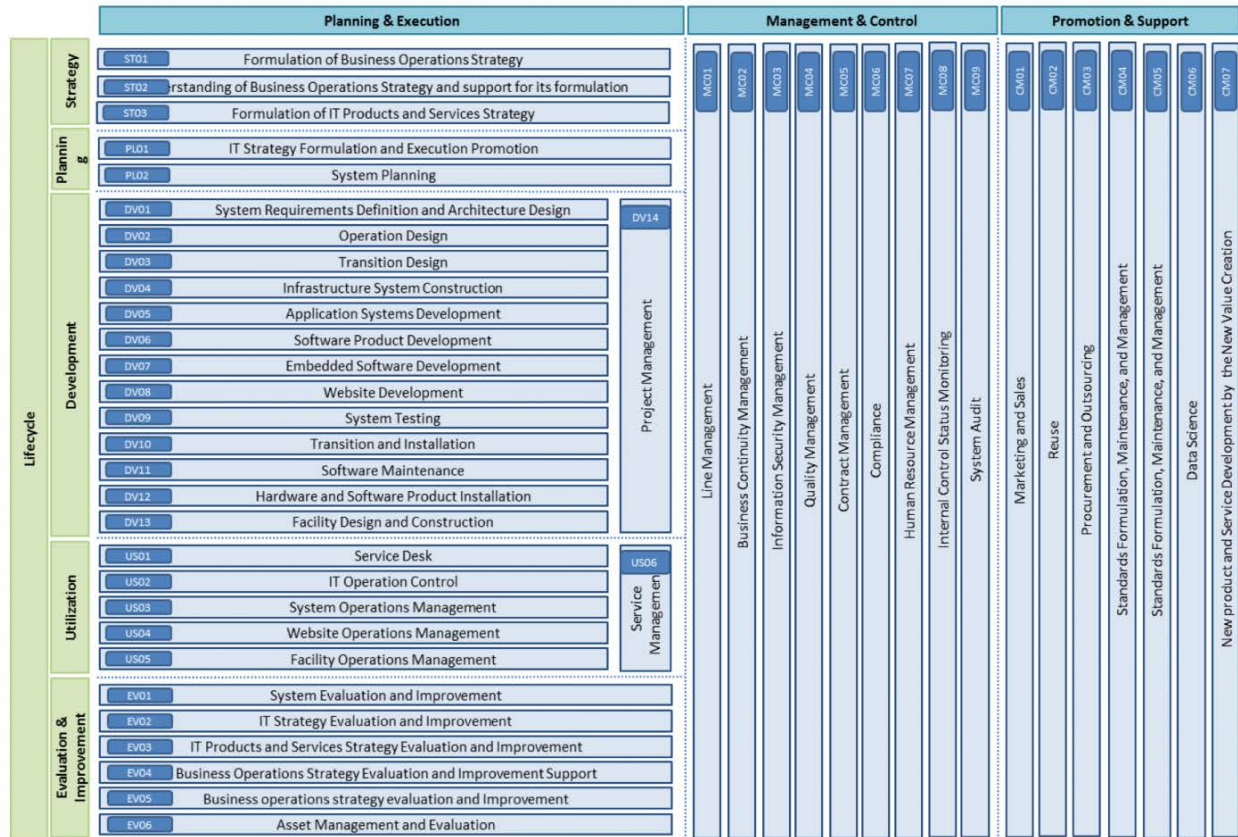 Planning & Execution
Management & Control
Promotion & Support
Lifecycle
Strategy
ST01 Formulation of Business Operations Strategy
ST02 erstanding of Business Operations Strategy and support for its formulation
ST03 Formulation of IT Products and Services Strategy
Plannin
g
PL01 IT Strategy Formulation and Execution Promotion
PL02 System Planning
Development
DV01 System Requirements Definition and Architecture Design
DV02 Operation Design
DV03 Transition Design
DV04 Infrastructure System Construction
DV05 Application Systems Development
DV06 Software Product Development
DV07 Embedded Software Development
DV08 Website Development
DV09 System Testing
DV10 Transition and Installation
DV11 Software Maintenance
DV12 Hardware and Software Product Installation
DV13 Facility Design and Construction
DV14
Project Management
Utilization
US01 Service Desk
US02 IT Operation Control
US03 System Operations Management
US04 Website Operations Management
US05 Facility Operations Management
US06
Service
Managemen
Evaluation &
Improvement
EV01 System Evaluation and Improvement
EV02 IT Strategy Evaluation and Improvement
EV03 IT Products and Services Strategy Evaluation and Improvement
EV04 Business Operations Strategy Evaluation and Improvement Support
EV05 Business operations strategy evaluation and Improvement
EV06 Asset Management and Evaluation
MC01 Line Management
MC02 Business Continuity Management
MC03 Information Security Management
MC04 Quality Management
MC05 Contract Management
MC06 Compliance
MC07 Human Resource Management
MC08 Internal Control Status Monitoring
MC09 System Audit
CM01 Marketing and Sales
CM02 Reuse
CM03 Procurement and Outsourcing
CM04 Standards Formulation, Maintenance, and Management
CM05 Standards Formulation, Maintenance, and Management
CM06 Data Science
CM07 New product and Service Development by the New Value Creation